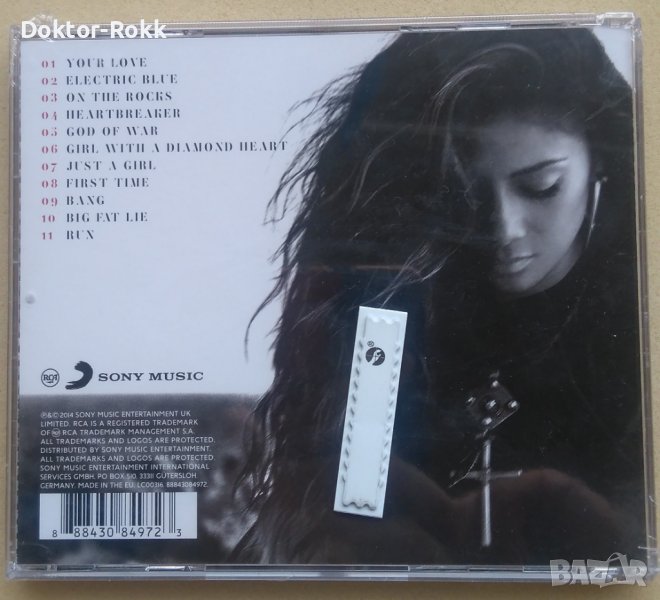 Doktor-Rokk
01 YOUR LOVE
02 ELECTRIC BLUE
03 ON THE ROCKS
04 HEARTBREAKER
05 GOD OF WAR
06 GIRL WITH A DIAMOND HEART
07 JUST A GIRL
08 FIRST TIME
09 BANG
10 BIG FAT LIE
11 RUN
RCA SONY MUSIC
℗&© 2014 SONY MUSIC ENTERTAINMENT UK
LIMITED. RCA IS A REGISTERED TRADEMARK
OF RCA TRADEMARK MANAGEMENT S.A.
ALL TRADEMARKS AND LOGOS ARE PROTECTED.
DISTRIBUTED BY SONY MUSIC ENTERTAINMENT.
ALL TRADEMARKS AND LOGOS ARE PROTECTED
SONY MUSIC ENTERTAINMENT INTERNATIONAL
SERVICES GMBH, PO BOX 510, 33311 GÜTERSLOH
GERMANY. MADE IN THE EU. LC00316 88843084972
8 88430 84972 3
®
BAZAR